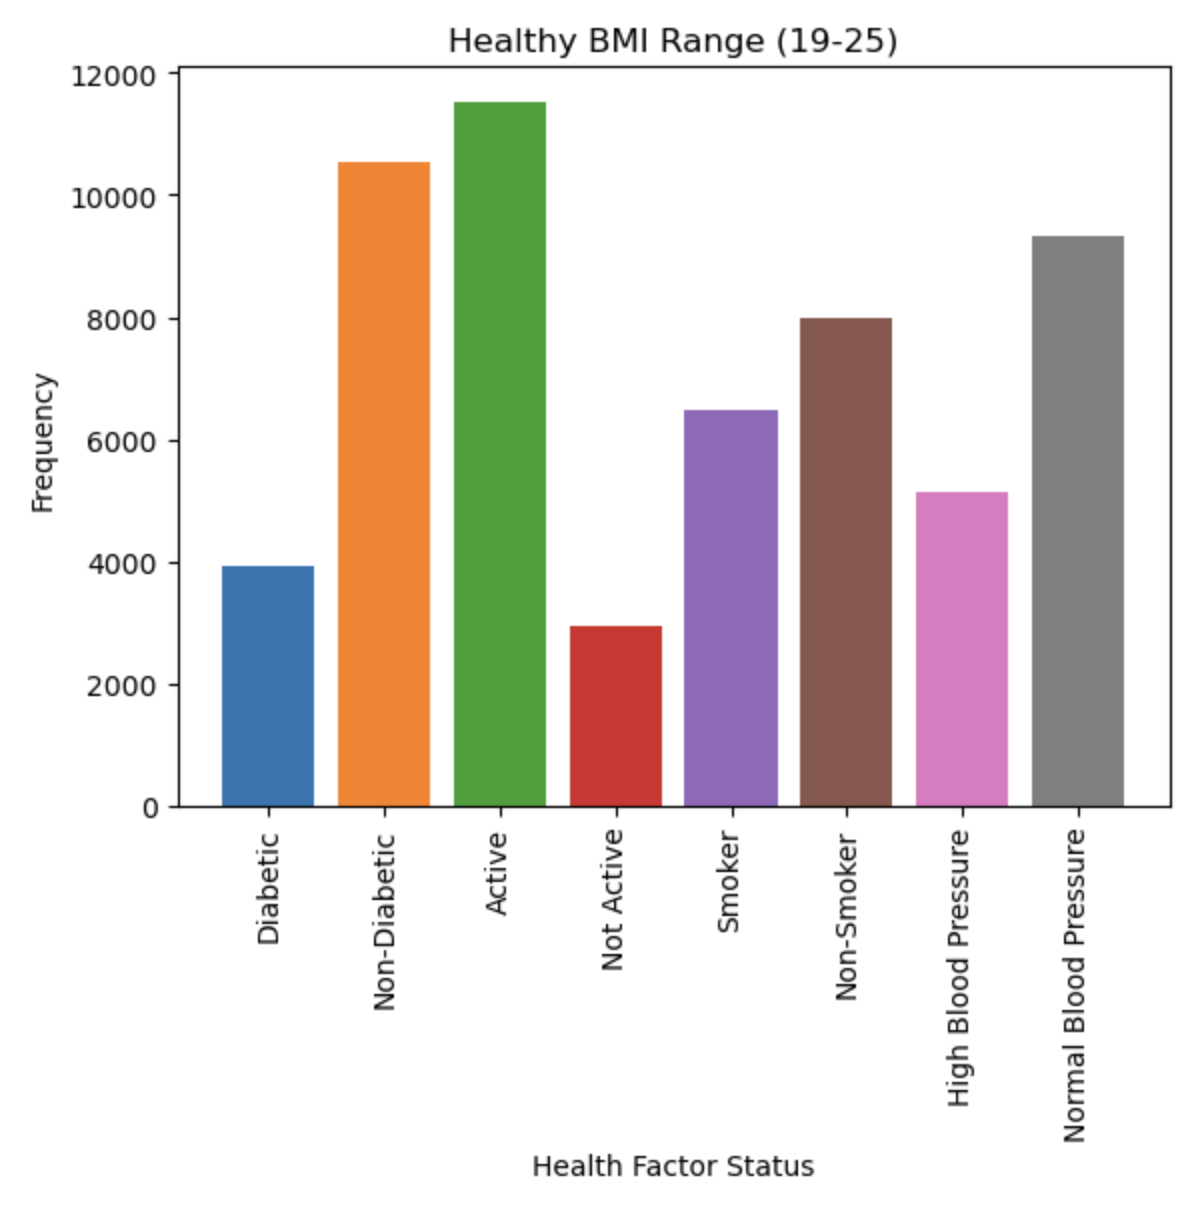 Healthy BMI Range (19-25)
12000
10000
8000
6000
4000
2000
0
Frequency
Diabetic
Non-Diabetic
Active
Not Active
Smoker
Non-Smoker
High Blood Pressure
Normal Blood Pressure
Health Factor Status